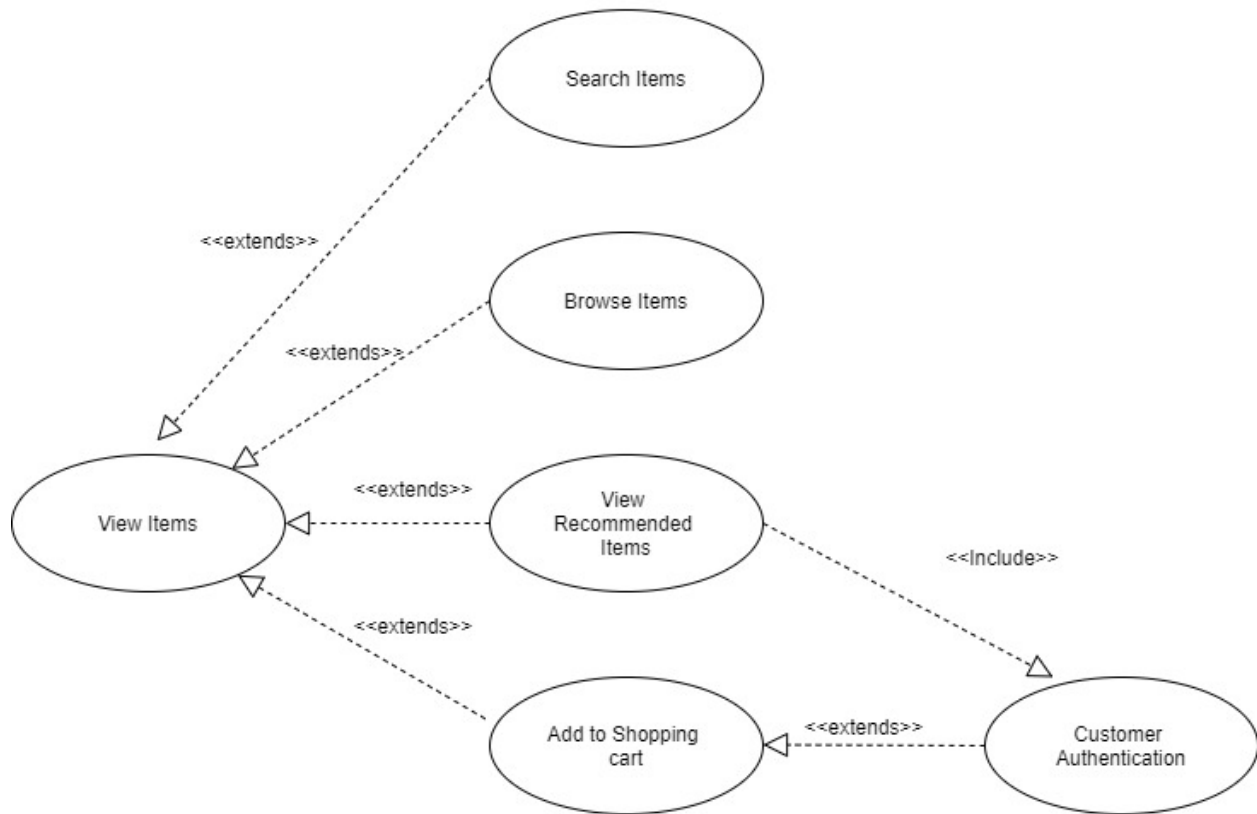 Search Items
<<extends>>
Browse Items
<<extends>>
<<extends>>
View Items
View
Recommended
Items
<<Include>>
<<extends>>
Add to Shopping
cart
<<extends>>
Customer
Authentication